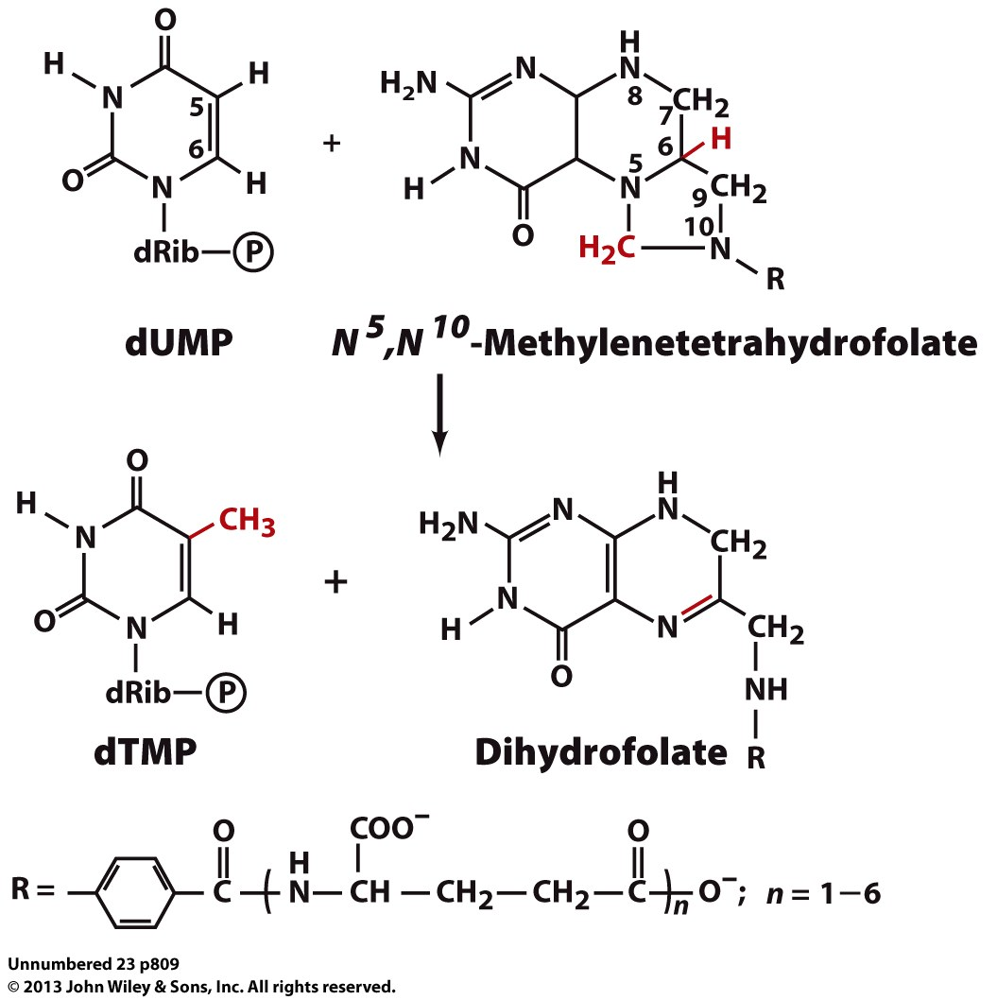 O
H
N
5
H
6
O
N
H
dRib—P
dUMP
+
H
H₂N
N
N
8
CH₂
7
H
6
N
5
H
N
CH₂
9
O
10
H₂C
N
R
N⁵,N¹⁰-Methylenetetrahydrofolate
O
H
CH₃
N
O
N
H
dRib—P
dTMP
+
H
H₂N
N
N
CH₂
N
H
N
CH₂
O
NH
R
Dihydrofolate
COO⁻
O
H
O
R = — C —( N — CH — CH₂ — CH₂ — C )ₙ O⁻; n = 1–6
Unnumbered 23 p809
© 2013 John Wiley & Sons, Inc. All rights reserved.